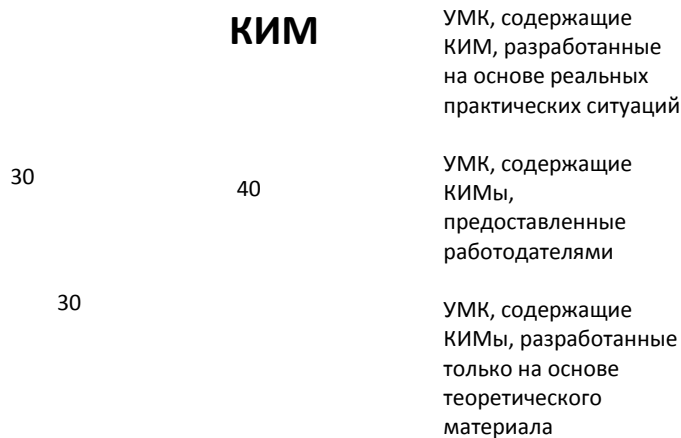 КИМ
30
40
30
УМК, содержащие
КИМ, разработанные
на основе реальных
практических ситуаций
УМК, содержащие
КИМы,
предоставленные
работодателями
УМК, содержащие
КИМы, разработанные
только на основе
теоретического
материала